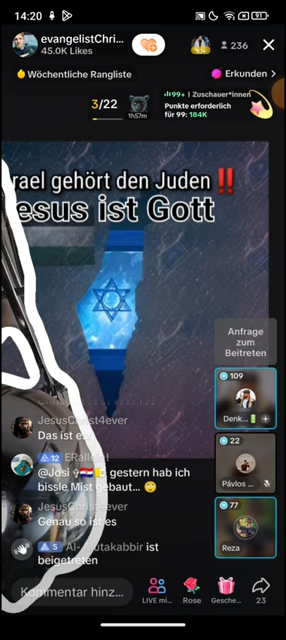 14:20
91
evangelistChri...
45.0K Likes
236
Wöchentliche Rangliste
Erkunden >
3/22
1h57m
99+ | Zuschauer*innen
Punkte erforderlich
für 99: 184K
rael gehört den Juden ‼️
esus ist Gott
Anfrage
zum
Beitreten
109
Denk...
22
Pávlos ...
77
Reza
JesusChrist4ever
Das ist es
12
@Josi gestern hab ich
bissle Mist gebaut...
JesusChrist4ever
Genau so ist es
5 Al-Mutakabbir ist
beigetreten
Kommentar hinz...
LIVE mi...
Rose
Gesche...
23